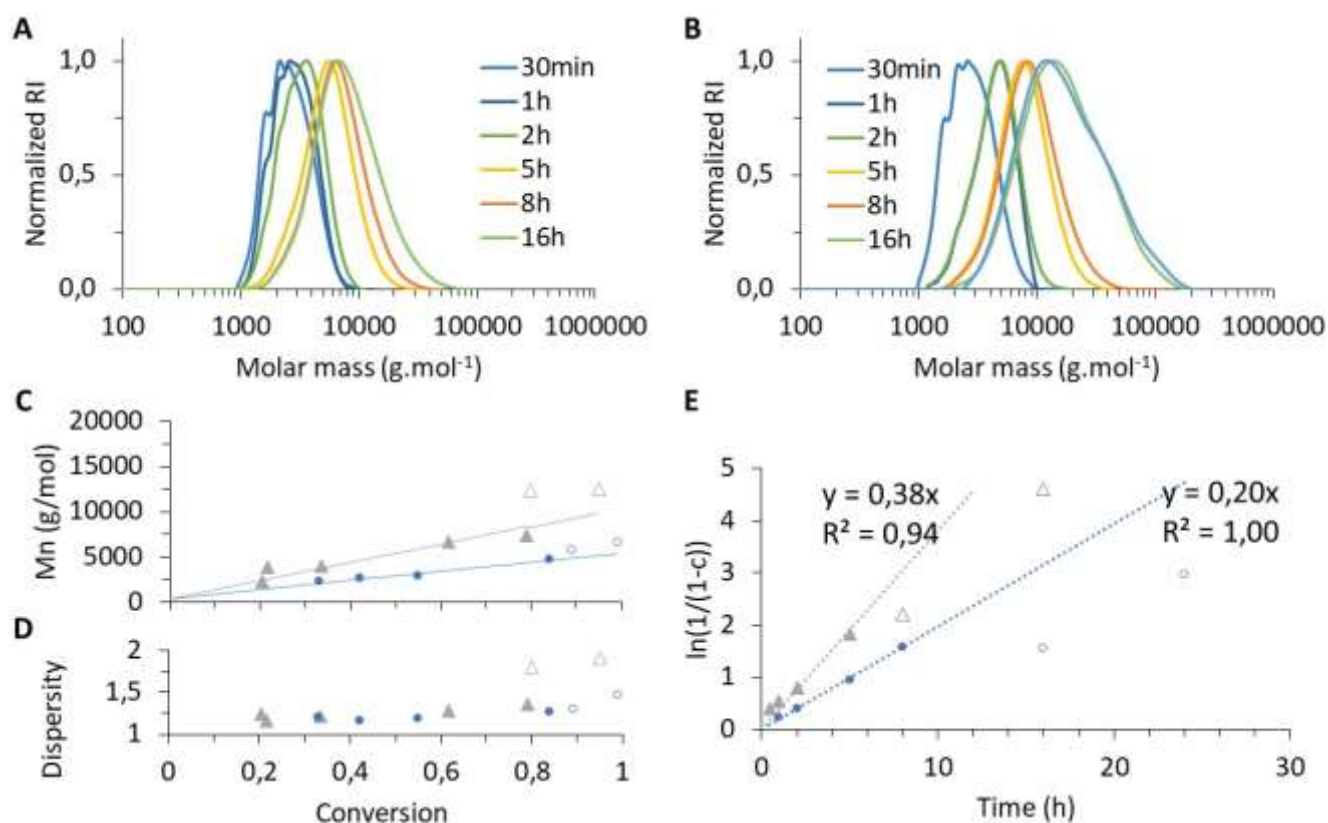 A
Normalized RI
1,0
0,5
0,0
100
1000
10000
100000
1000000
Molar mass (g.mol-1)
30min
1h
2h
5h
8h
16h
B
Normalized RI
1,0
0,5
0,0
100
1000
10000
100000
1000000
Molar mass (g.mol-1)
30min
1h
2h
5h
8h
16h
C
Mn (g/mol)
20000
15000
10000
5000
0
D
Dispersity
2
1,5
1
0
0,2
0,4
0,6
0,8
1
Conversion
E
ln(1/(1-c))
5
4
3
2
1
0
y = 0,38x
R² = 0,94
y = 0,20x
R² = 1,00
0
10
20
30
Time (h)